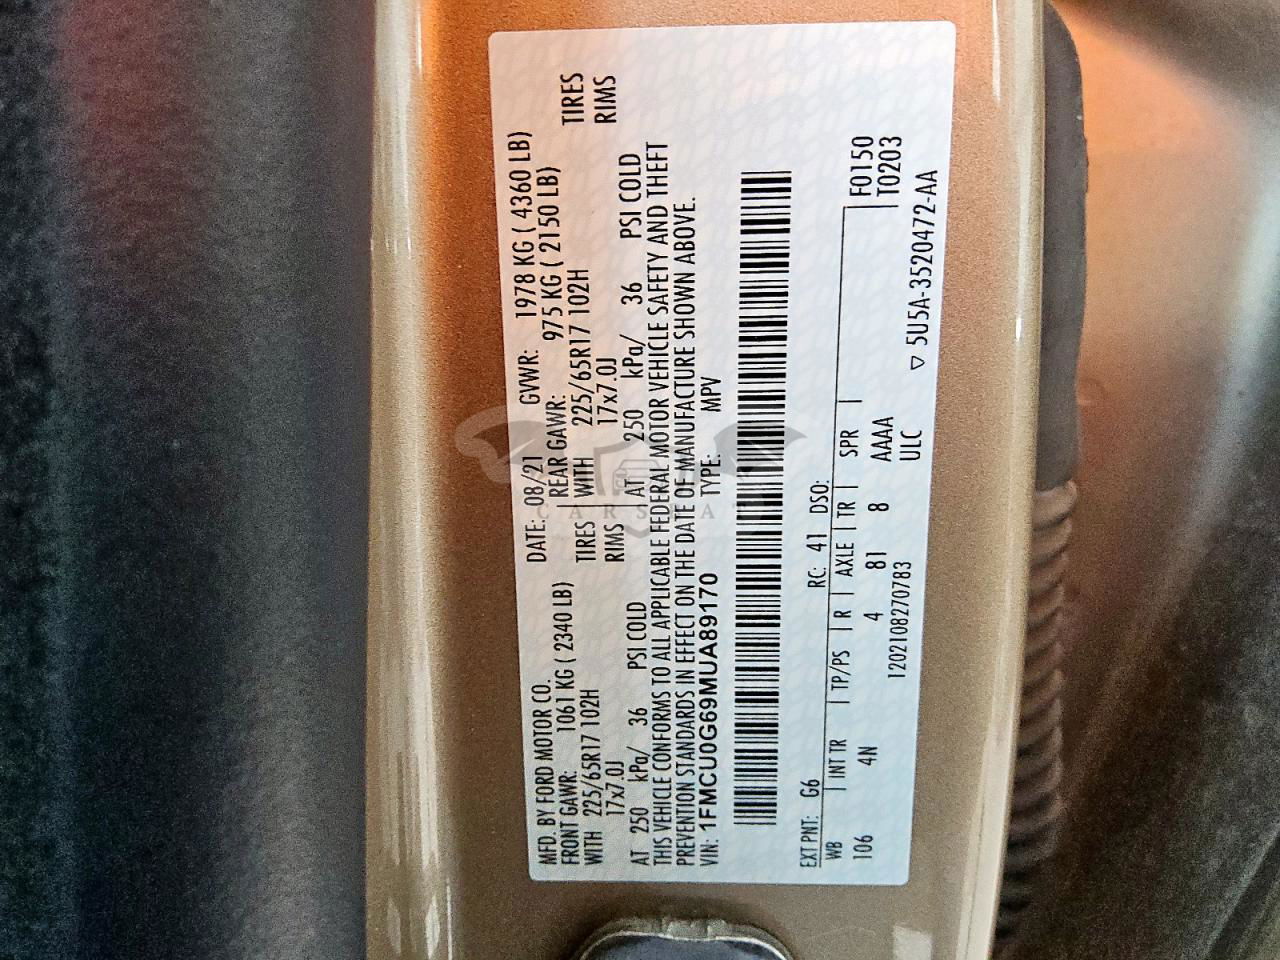 MFD. BY FORD MOTOR CO. DATE: 08/21 GVWR: 1978 KG ( 4360 LB)
FRONT GAWR: 1061 KG ( 2340 LB) REAR GAWR: 975 KG ( 2150 LB)
WITH 225/65R17 102H TIRES WITH 225/65R17 102H TIRES
17x7.0J RIMS 17x7.0J RIMS
AT 250 kPa/ 36 PSI COLD AT 250 kPa/ 36 PSI COLD
THIS VEHICLE CONFORMS TO ALL APPLICABLE FEDERAL MOTOR VEHICLE SAFETY AND THEFT
PREVENTION STANDARDS IN EFFECT ON THE DATE OF MANUFACTURE SHOWN ABOVE.
VIN: 1FMCU0G69MUA89170 TYPE: MPV
EXT PNT: G6 RC: 41 DSO: F0150
WB INT TR TP/PS R AXLE TR SPR T0203
106 4N 4 81 8 AAAA
ULC
1202108270783 ▽ 5U5A-3520472-AA